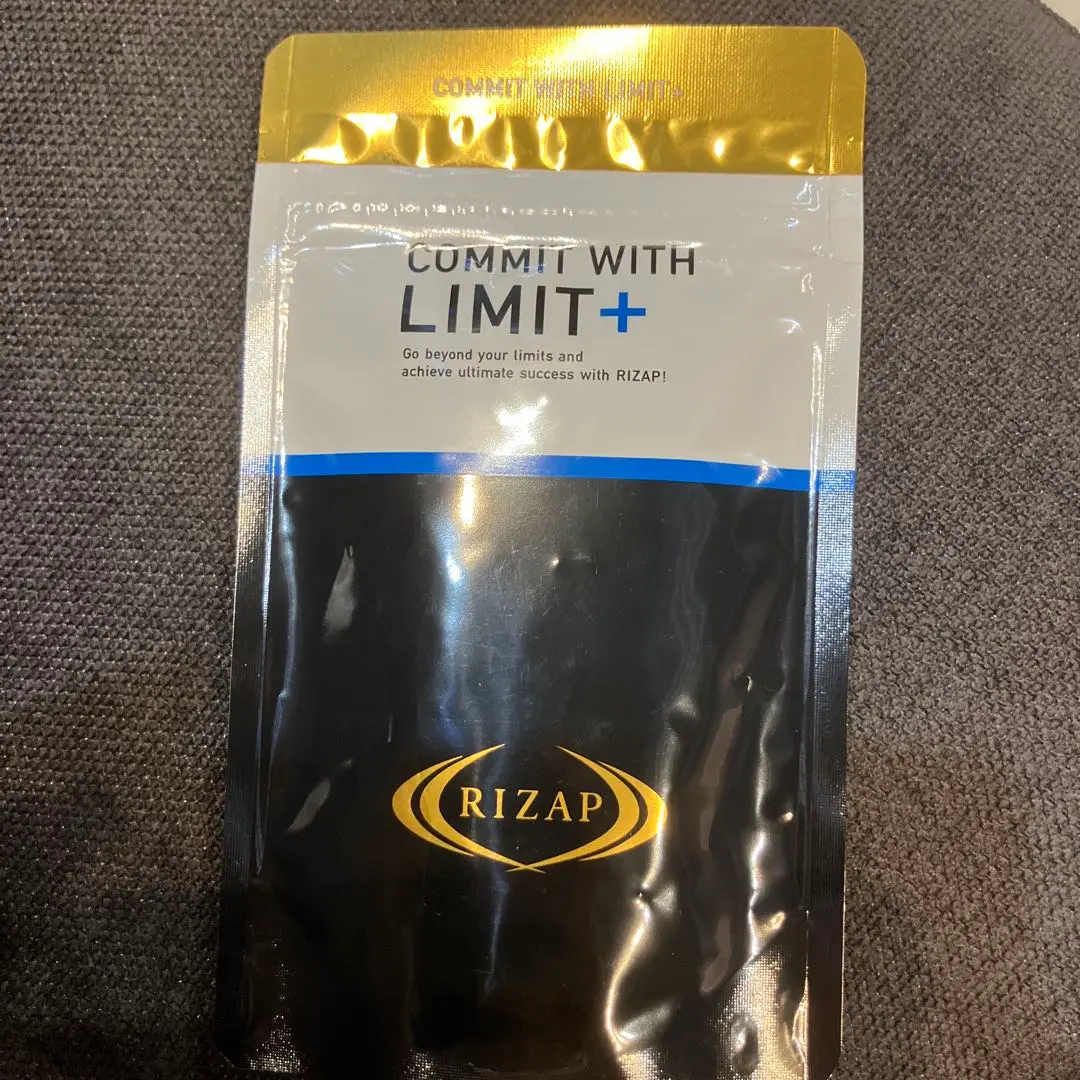 COMMIT WITH LIMIT+
COMMIT WITH
LIMIT+
Go beyond your limits and
achieve ultimate success with RIZAP!
RIZAP